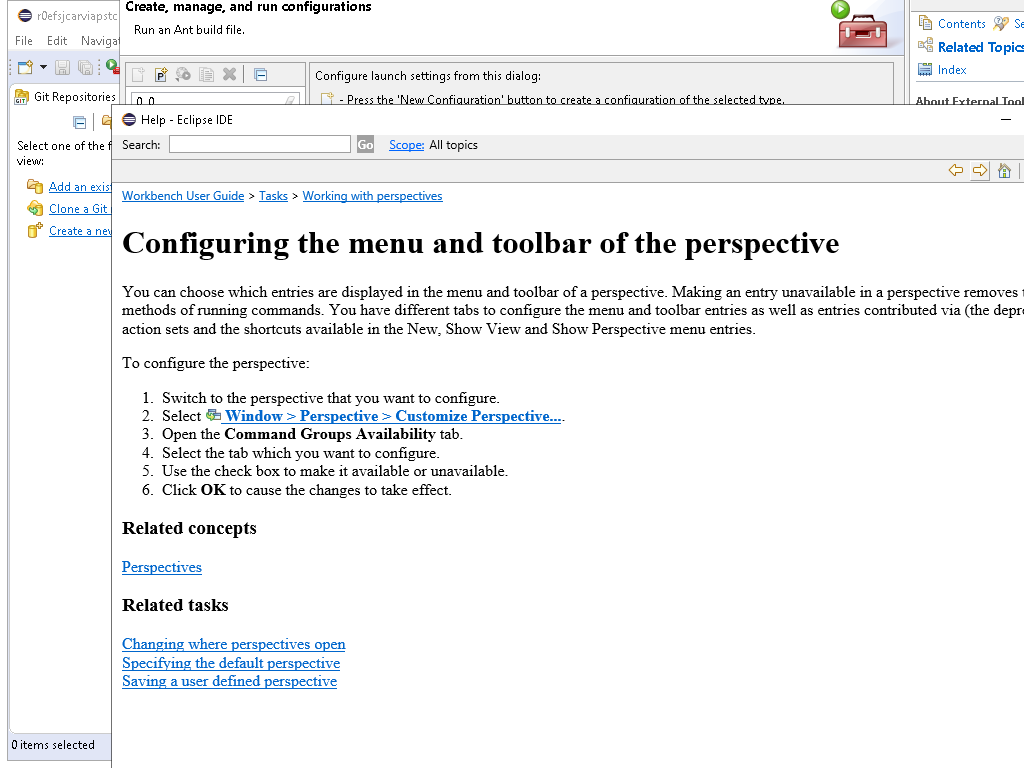 r0efsjcarviapstc
File Edit Navigat
Git Repositories
Select one of the f
view:
Add an exis
Clone a Git
Create a new
0 items selected
Create, manage, and run configurations
Run an Ant build file.
Configure launch settings from this dialog:
- Press the 'New Configuration' button to create a configuration of the selected type.
Contents Se
Related Topics
Index
About External Tool
Help - Eclipse IDE
Search: Go Scope: All topics
Workbench User Guide > Tasks > Working with perspectives
Configuring the menu and toolbar of the perspective
You can choose which entries are displayed in the menu and toolbar of a perspective. Making an entry unavailable in a perspective removes t
methods of running commands. You have different tabs to configure the menu and toolbar entries as well as entries contributed via (the depre
action sets and the shortcuts available in the New, Show View and Show Perspective menu entries.
To configure the perspective:
1. Switch to the perspective that you want to configure.
2. Select Window > Perspective > Customize Perspective....
3. Open the Command Groups Availability tab.
4. Select the tab which you want to configure.
5. Use the check box to make it available or unavailable.
6. Click OK to cause the changes to take effect.
Related concepts
Perspectives
Related tasks
Changing where perspectives open
Specifying the default perspective
Saving a user defined perspective